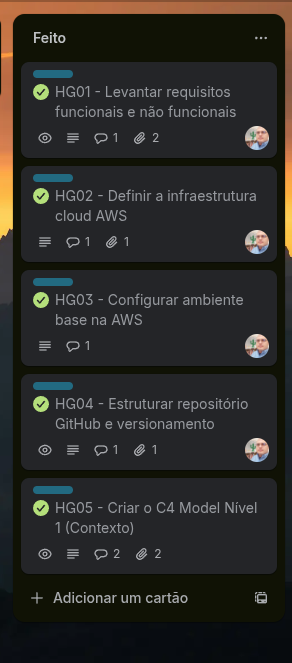 Feito
HG01 - Levantar requisitos
funcionais e não funcionais
1 2
HG02 - Definir a infraestrutura
cloud AWS
1 1
HG03 - Configurar ambiente
base na AWS
1
HG04 - Estruturar repositório
GitHub e versionamento
1 1
HG05 - Criar o C4 Model Nível
1 (Contexto)
2 2
Adicionar um cartão